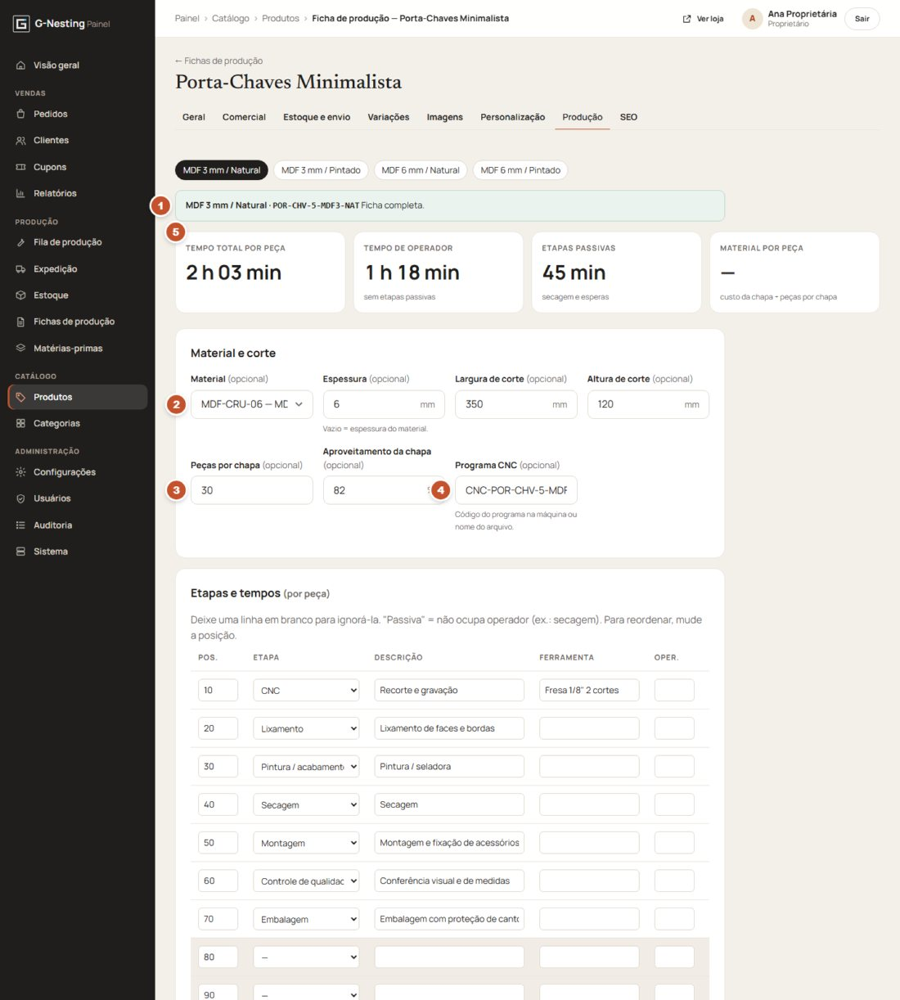 G-Nesting Painel
Painel › Catálogo › Produtos › Ficha de produção — Porta-Chaves Minimalista
Ver loja
A
Ana Proprietária
Proprietário
Sair
Visão geral
VENDAS
Pedidos
Clientes
Cupons
Relatórios
PRODUÇÃO
Fila de produção
Expedição
Estoque
Fichas de produção
Matérias-primas
CATÁLOGO
Produtos
Categorias
ADMINISTRAÇÃO
Configurações
Usuários
Auditoria
Sistema
← Fichas de produção
Porta-Chaves Minimalista
Geral Comercial Estoque e envio Variações Imagens Personalização Produção SEO
MDF 3 mm / Natural MDF 3 mm / Pintado MDF 6 mm / Natural MDF 6 mm / Pintado
1
MDF 3 mm / Natural · POR-CHV-5-MDF3-NAT Ficha completa.
5
TEMPO TOTAL POR PEÇA
2 h 03 min
TEMPO DE OPERADOR
1 h 18 min
sem etapas passivas
ETAPAS PASSIVAS
45 min
secagem e esperas
MATERIAL POR PEÇA
—
custo da chapa ÷ peças por chapa
Material e corte
Material (opcional) Espessura (opcional) Largura de corte (opcional) Altura de corte (opcional)
2 MDF-CRU-06 — MD 6 mm 350 mm 120 mm
Vazio = espessura do material.
Peças por chapa (opcional) Aproveitamento da chapa (opcional) Programa CNC (opcional)
3 30 82 4 CNC-POR-CHV-5-MDF
Código do programa na máquina ou
nome do arquivo.
Etapas e tempos (por peça)
Deixe uma linha em branco para ignorá-la. "Passiva" = não ocupa operador (ex.: secagem). Para reordenar, mude
a posição.
POS. ETAPA DESCRIÇÃO FERRAMENTA OPER.
10 CNC Recorte e gravação Fresa 1/8" 2 cortes
20 Lixamento Lixamento de faces e bordas
30 Pintura / acabament Pintura / seladora
40 Secagem Secagem
50 Montagem Montagem e fixação de acessórios
60 Controle de qualidac Conferência visual e de medidas
70 Embalagem Embalagem com proteção de canto
80 —
90 —